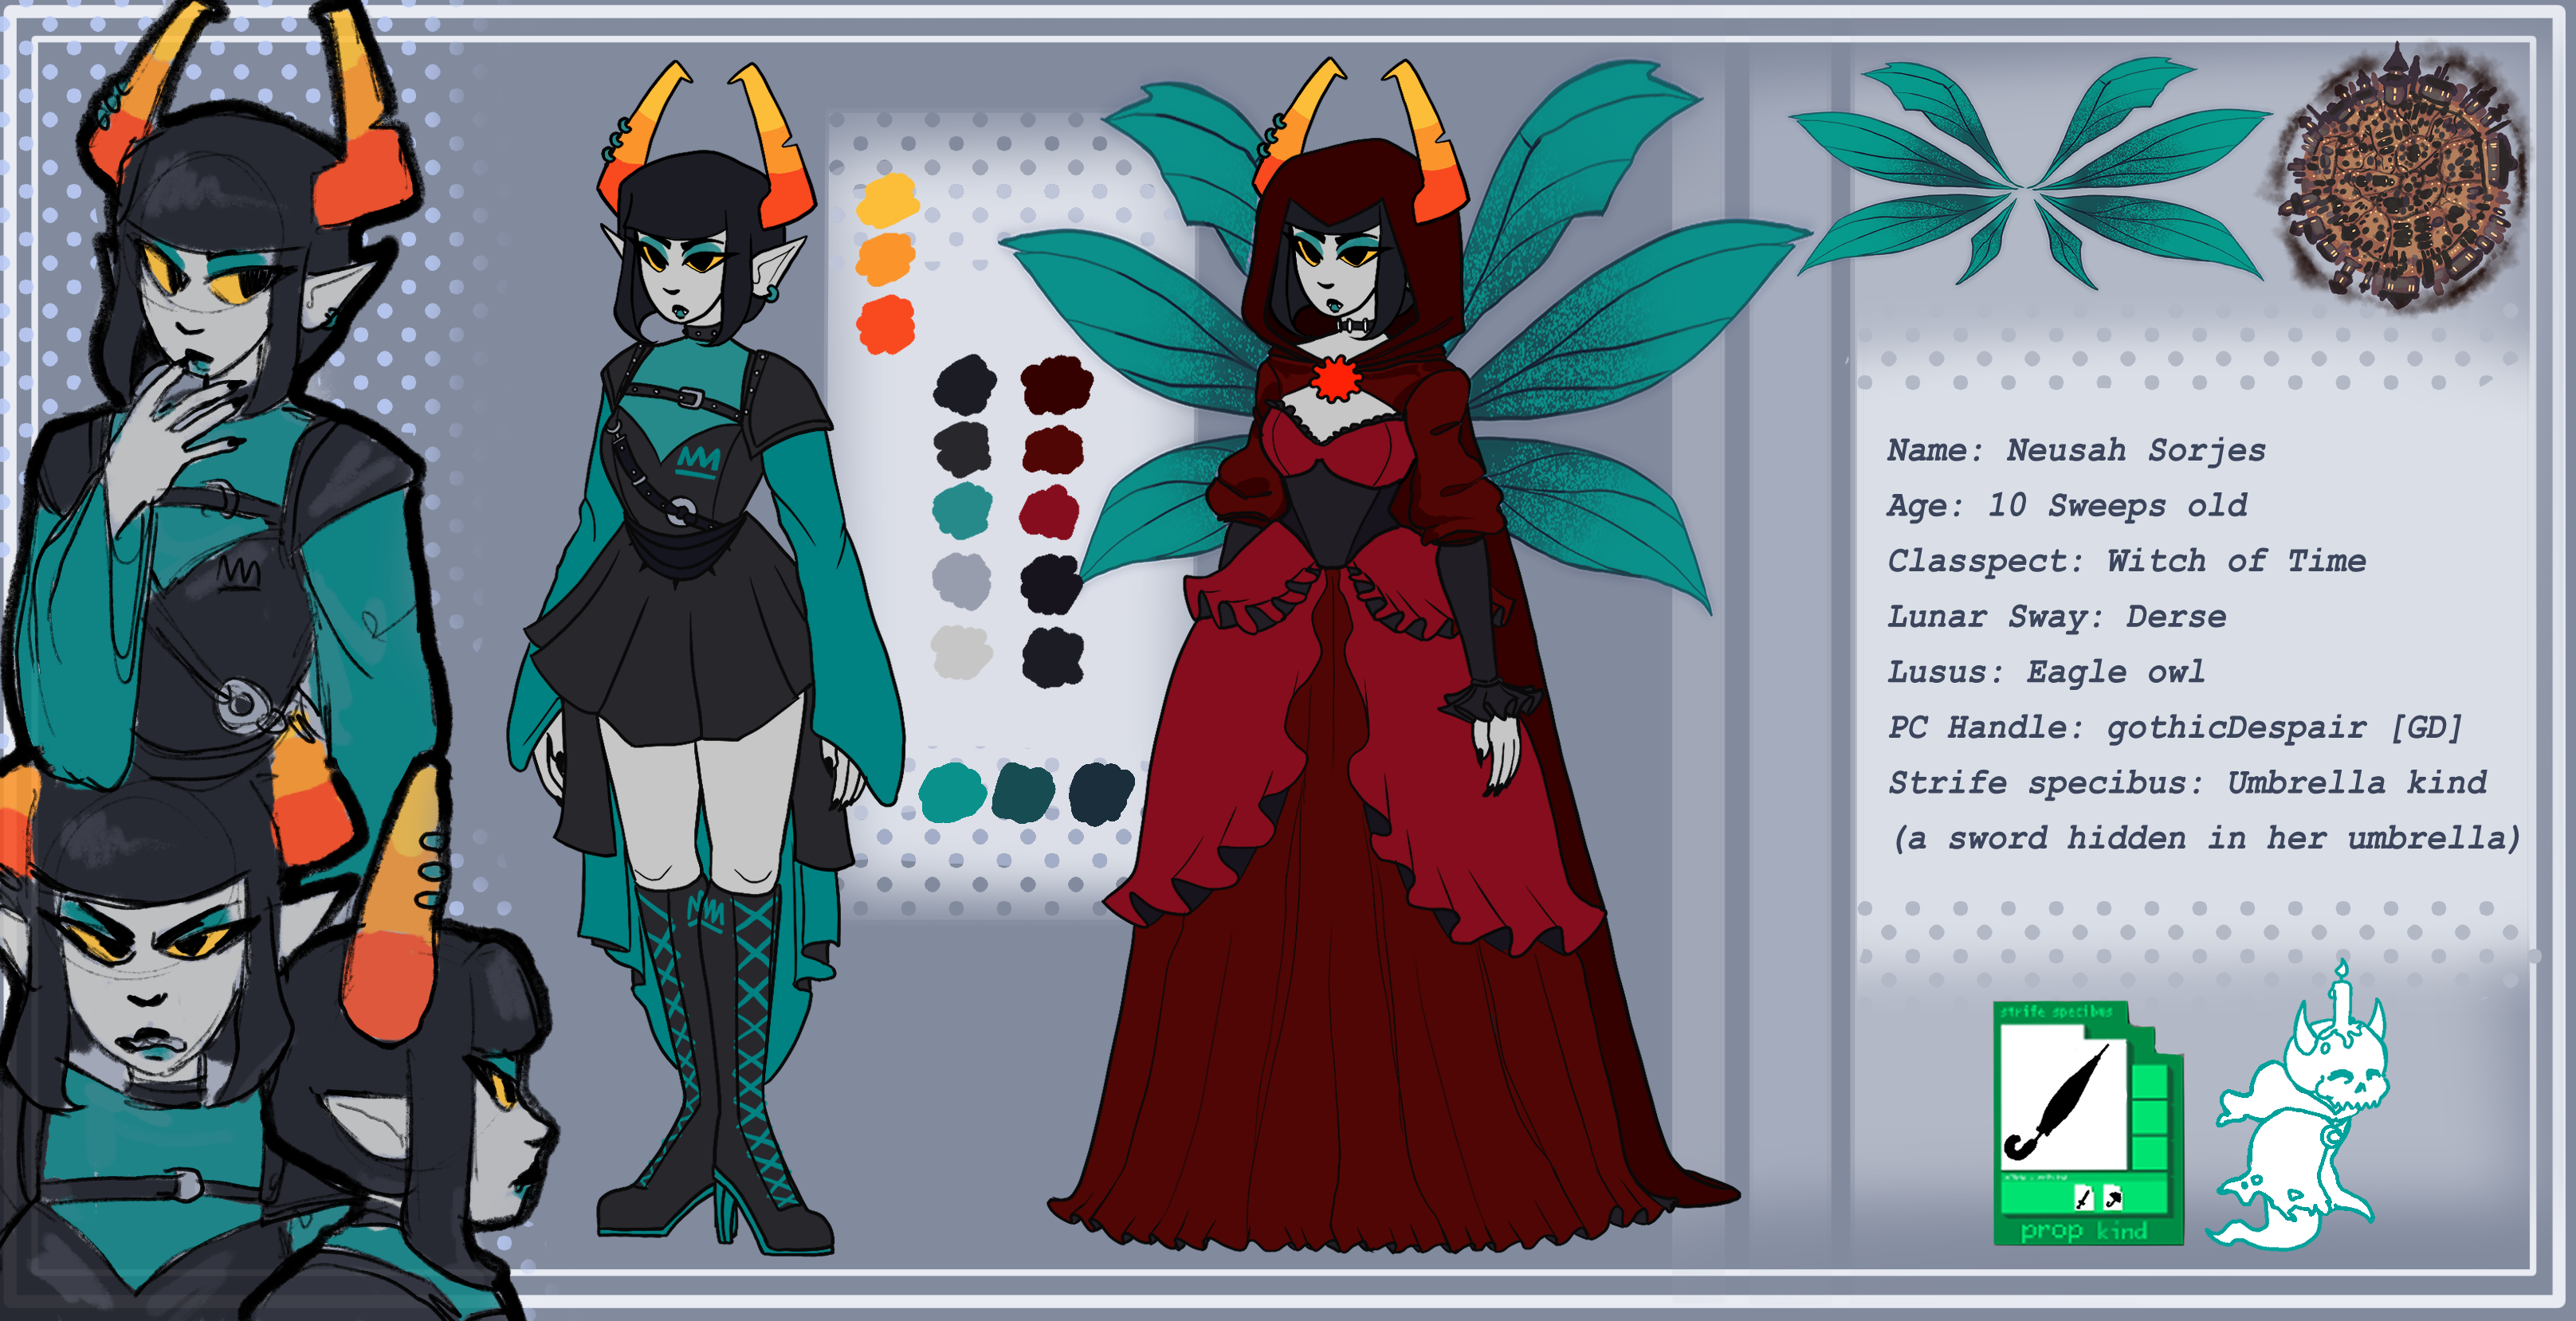 Name: Neusah Sorjes
Age: 10 Sweeps old
Classpect: Witch of Time
Lunar Sway: Derse
Lusus: Eagle owl
PC Handle: gothicDespair [GD]
Strife specibus: Umbrella kind
(a sword hidden in her umbrella)
strife specibus
prop kind